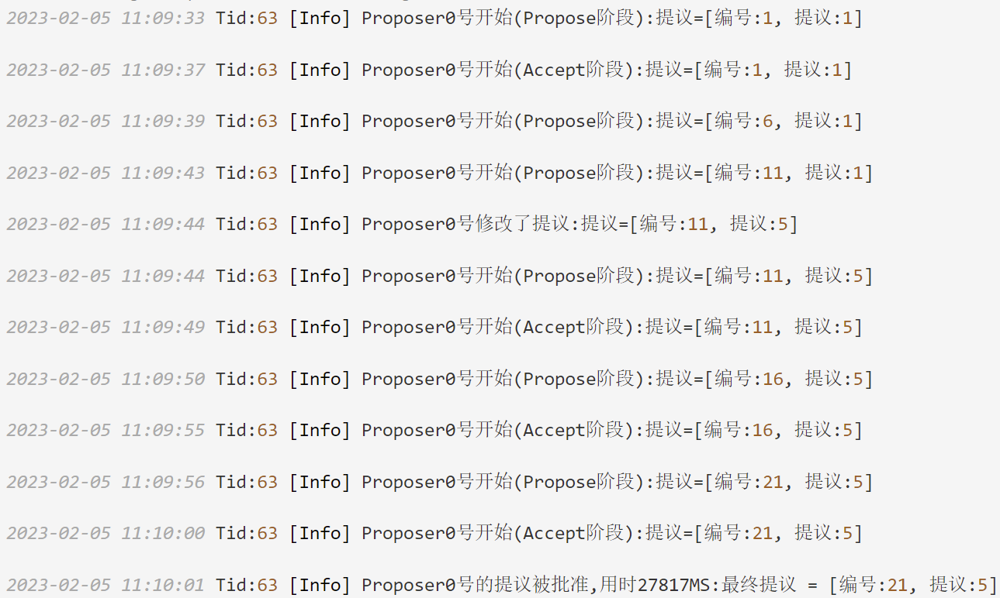 2023-02-05 11:09:33 Tid:63 [Info] Proposer0号开始(Propose阶段):提议=[编号:1, 提议:1]
2023-02-05 11:09:37 Tid:63 [Info] Proposer0号开始(Accept阶段):提议=[编号:1, 提议:1]
2023-02-05 11:09:39 Tid:63 [Info] Proposer0号开始(Propose阶段):提议=[编号:6, 提议:1]
2023-02-05 11:09:43 Tid:63 [Info] Proposer0号开始(Propose阶段):提议=[编号:11, 提议:1]
2023-02-05 11:09:44 Tid:63 [Info] Proposer0号修改了提议:提议=[编号:11, 提议:5]
2023-02-05 11:09:44 Tid:63 [Info] Proposer0号开始(Propose阶段):提议=[编号:11, 提议:5]
2023-02-05 11:09:49 Tid:63 [Info] Proposer0号开始(Accept阶段):提议=[编号:11, 提议:5]
2023-02-05 11:09:50 Tid:63 [Info] Proposer0号开始(Propose阶段):提议=[编号:16, 提议:5]
2023-02-05 11:09:55 Tid:63 [Info] Proposer0号开始(Accept阶段):提议=[编号:16, 提议:5]
2023-02-05 11:09:56 Tid:63 [Info] Proposer0号开始(Propose阶段):提议=[编号:21, 提议:5]
2023-02-05 11:10:00 Tid:63 [Info] Proposer0号开始(Accept阶段):提议=[编号:21, 提议:5]
2023-02-05 11:10:01 Tid:63 [Info] Proposer0号的提议被批准,用时27817MS:最终提议 = [编号:21, 提议:5]